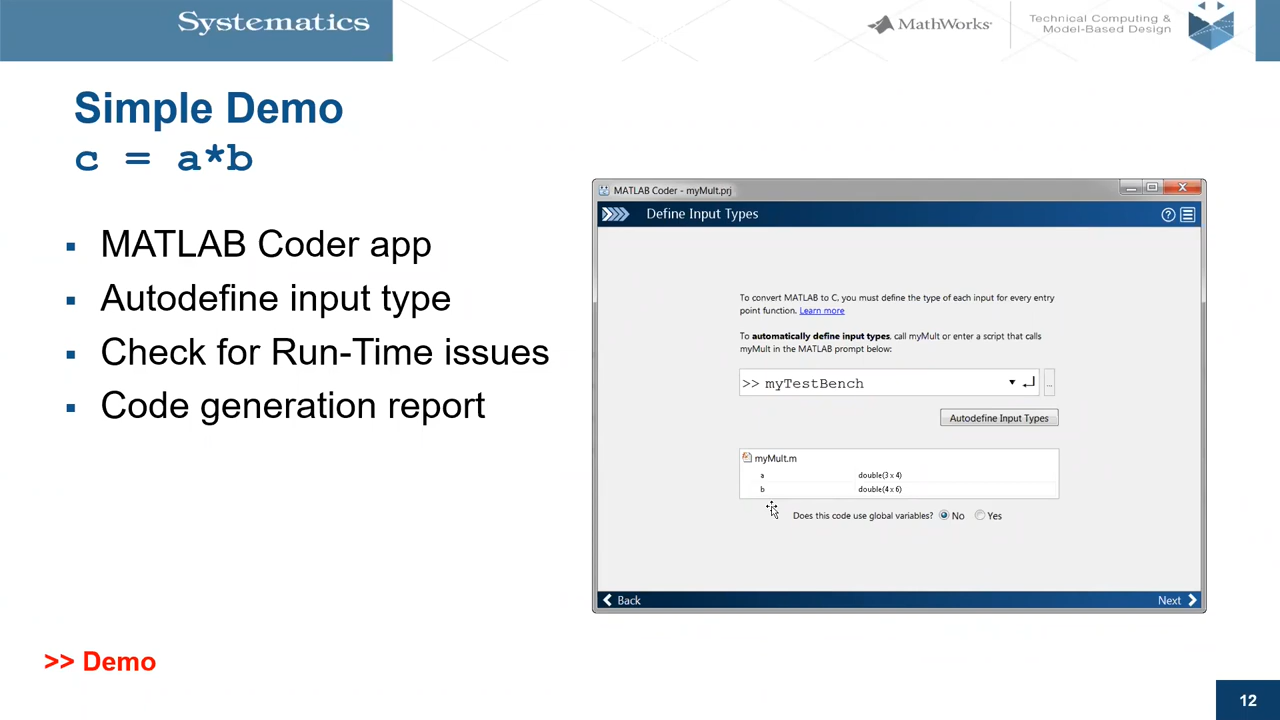 Systematics
MathWorks
Technical Computing &
Model-Based Design
Simple Demo
c = a*b
▪ MATLAB Coder app
▪ Autodefine input type
▪ Check for Run-Time issues
▪ Code generation report
MATLAB Coder - myMult.prj
Define Input Types
To convert MATLAB to C, you must define the type of each input for every entry
point function. Learn more
To automatically define input types, call myMult or enter a script that calls
myMult in the MATLAB prompt below:
>> myTestBench
...
Autodefine Input Types
myMult.m
a double(3 x 4)
b double(4 x 6)
Does this code use global variables? No Yes
Back Next
>> Demo
12